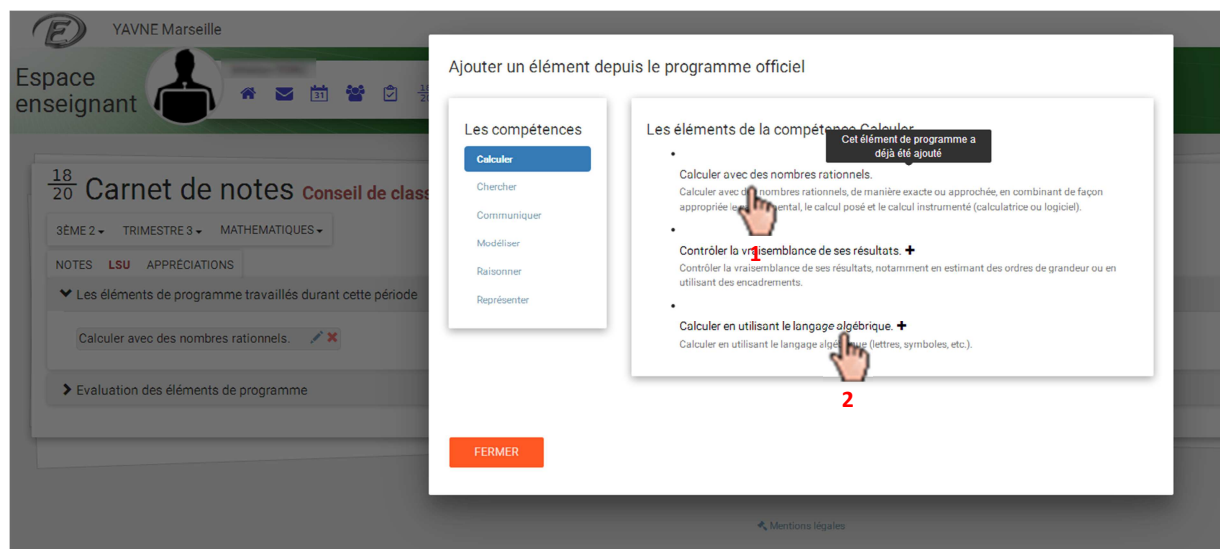 YAVNE Marseille
Espace
enseignant
31
18
20
Carnet de notes Conseil de class
3ÈME 2
TRIMESTRE 3
MATHEMATIQUES
NOTES LSU APPRÉCIATIONS
Les éléments de programme travaillés durant cette période
Calculer avec des nombres rationnels.
Evaluation des éléments de programme
Ajouter un élément depuis le programme officiel
Les compétences
Calculer
Chercher
Communiquer
Modéliser
Raisonner
Représenter
Les éléments de la compétence Calculer
Cet élément de programme a
déjà été ajouté
Calculer avec des nombres rationnels.
Calculer avec des nombres rationnels, de manière exacte ou approchée, en combinant de façon
appropriée le mental, le calcul posé et le calcul instrumenté (calculatrice ou logiciel).
1
Contrôler la vraisemblance de ses résultats. +
Contrôler la vraisemblance de ses résultats, notamment en estimant des ordres de grandeur ou en
utilisant des encadrements.
Calculer en utilisant le langage algébrique. +
Calculer en utilisant le langage algébrique (lettres, symboles, etc.).
2
FERMER
Mentions légales